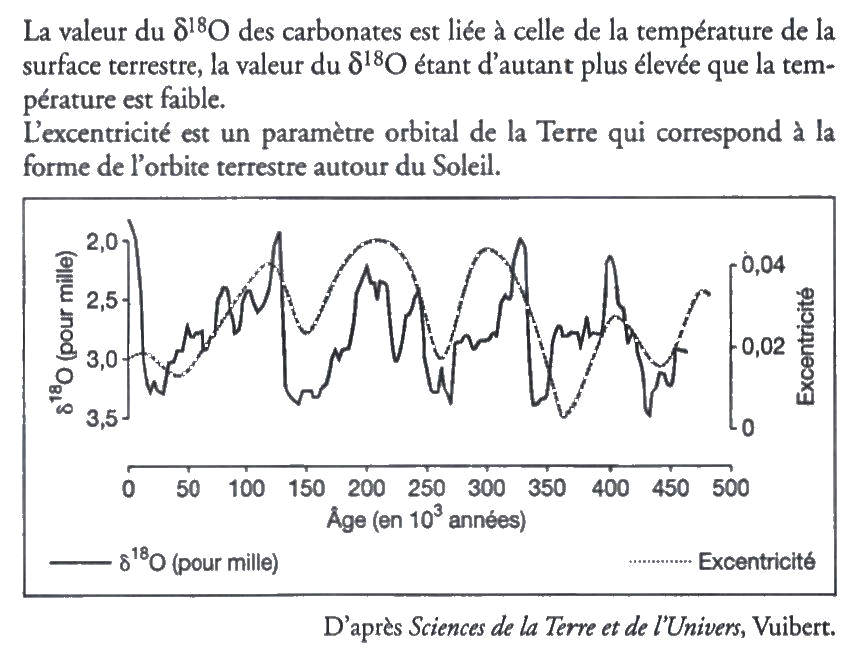 La valeur du δ¹⁸O des carbonates est liée à celle de la température de la
surface terrestre, la valeur du δ¹⁸O étant d'autant plus élevée que la tem-
pérature est faible.
L'excentricité est un paramètre orbital de la Terre qui correspond à la
forme de l'orbite terrestre autour du Soleil.
δ¹⁸O (pour mille)
2,0
2,5
3,0
3,5
0,04
0,02
0
Excentricité
0 50 100 150 200 250 300 350 400 450 500
Âge (en 10³ années)
δ¹⁸O (pour mille) Excentricité
D'après Sciences de la Terre et de l'Univers, Vuibert.